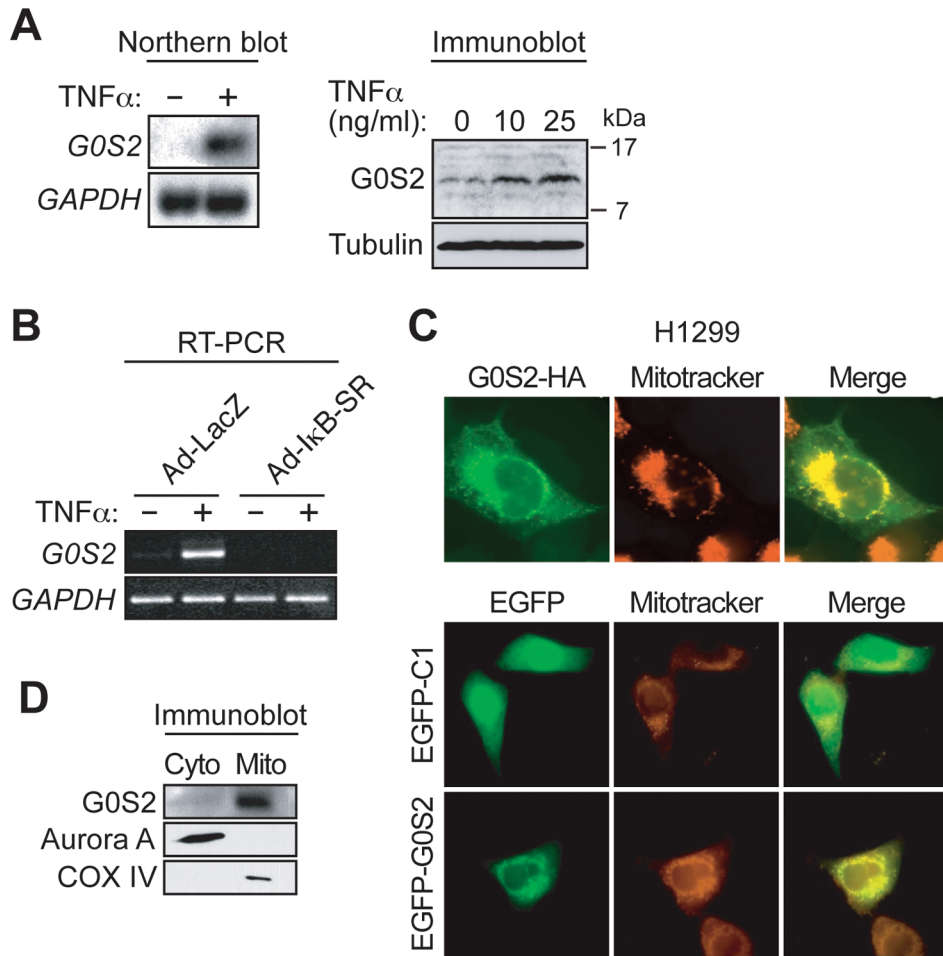 A
Northern blot
TNFα: − +
G0S2
GAPDH
Immunoblot
TNFα
(ng/ml): 0 10 25 kDa
17
G0S2
7
Tubulin
B
RT-PCR
Ad-LacZ
Ad-IκB-SR
TNFα: − + − +
G0S2
GAPDH
C
H1299
G0S2-HA Mitotracker Merge
EGFP Mitotracker Merge
EGFP-C1
EGFP-G0S2
D
Immunoblot
Cyto Mito
G0S2
Aurora A
COX IV